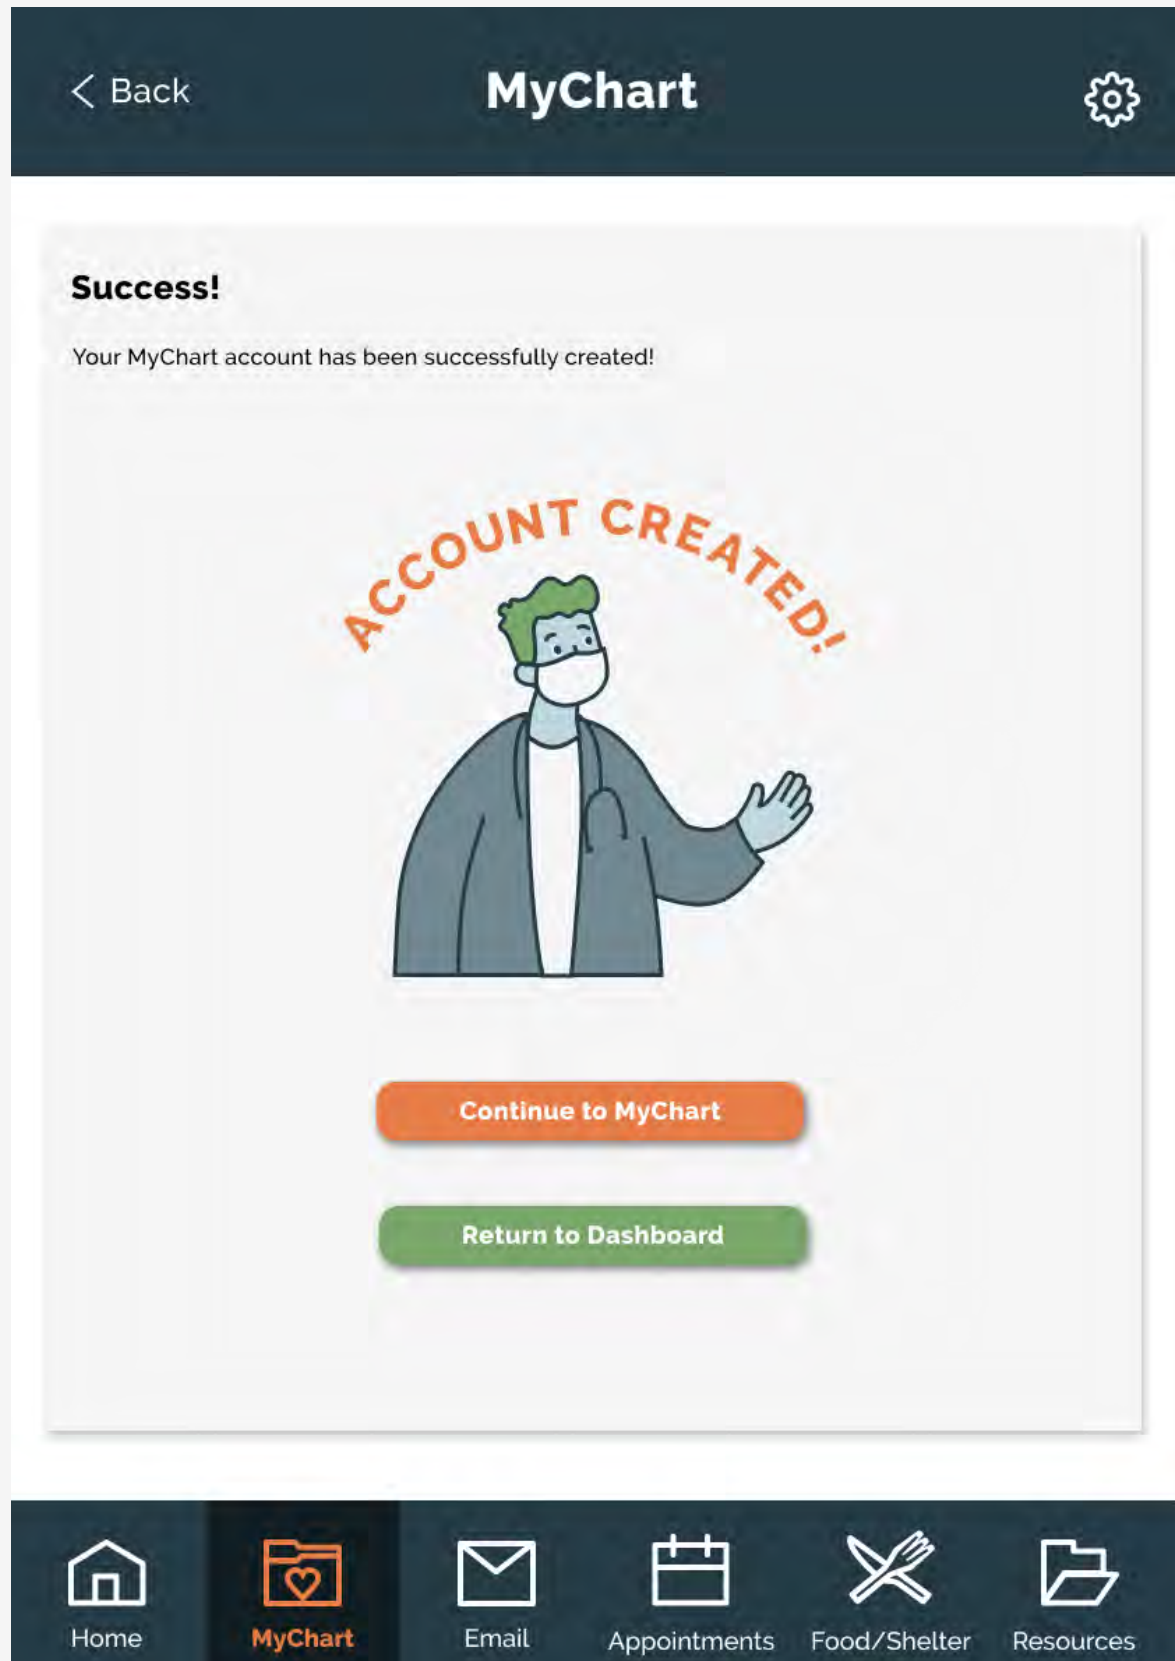 Back
MyChart
Success!
Your MyChart account has been successfully created!
ACCOUNT CREATED!
Continue to MyChart
Return to Dashboard
Home
MyChart
Email
Appointments
Food/Shelter
Resources